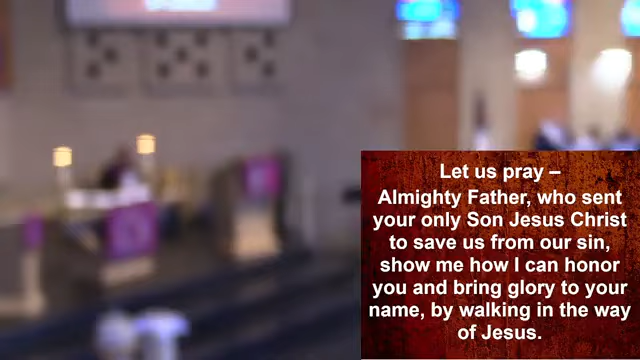 Let us pray –
Almighty Father, who sent
your only Son Jesus Christ
to save us from our sin,
show me how I can honor
you and bring glory to your
name, by walking in the way
of Jesus.